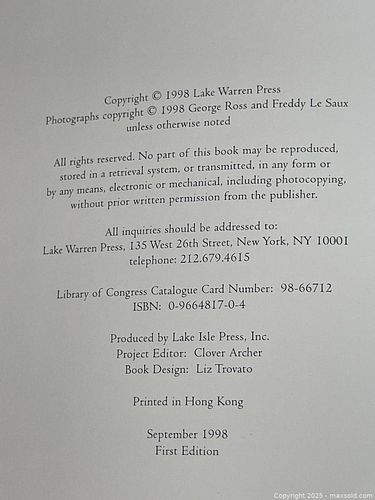 Copyright © 1998 Lake Warren Press
Photographs copyright © 1998 George Ross and Freddy Le Saux
unless otherwise noted
All rights reserved. No part of this book may be reproduced,
stored in a retrieval system, or transmitted, in any form or
by any means, electronic or mechanical, including photocopying,
without prior written permission from the publisher.
All inquiries should be addressed to:
Lake Warren Press, 135 West 26th Street, New York, NY 10001
telephone: 212.679.4615
Library of Congress Catalogue Card Number: 98-66712
ISBN: 0-9664817-0-4
Produced by Lake Isle Press, Inc.
Project Editor: Clover Archer
Book Design: Liz Trovato
Printed in Hong Kong
September 1998
First Edition
Copyright 2025 - maxsold.com